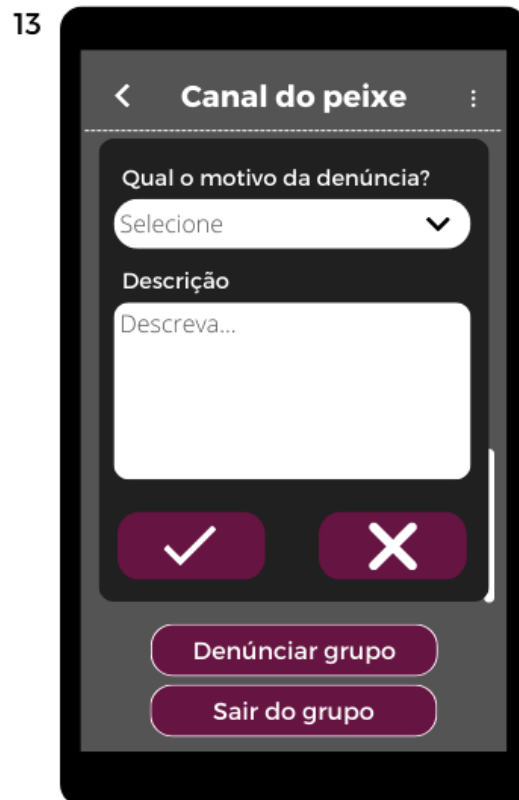 13
Canal do peixe
Qual o motivo da denúncia?
Selecione
Descrição
Descreva...
Denúnciar grupo
Sair do grupo